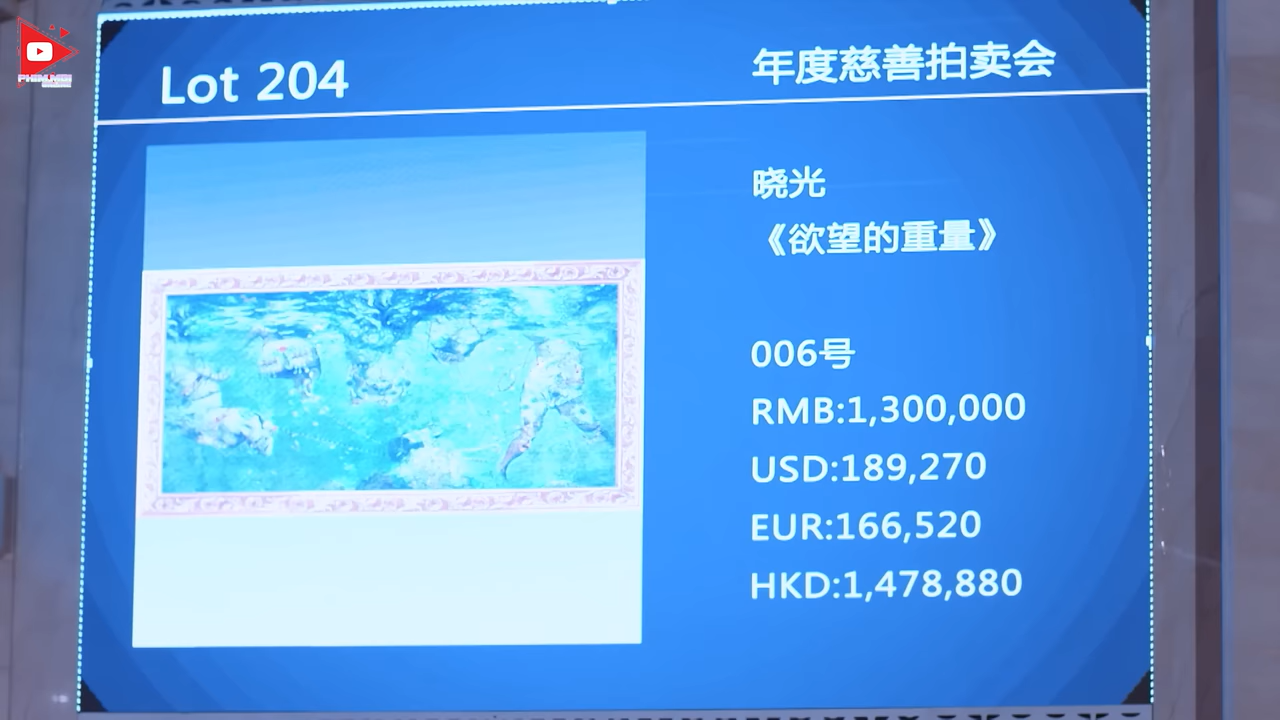 Lot 204
年度慈善拍卖会
晓光
《欲望的重量》
006号
RMB:1,300,000
USD:189,270
EUR:166,520
HKD:1,478,880